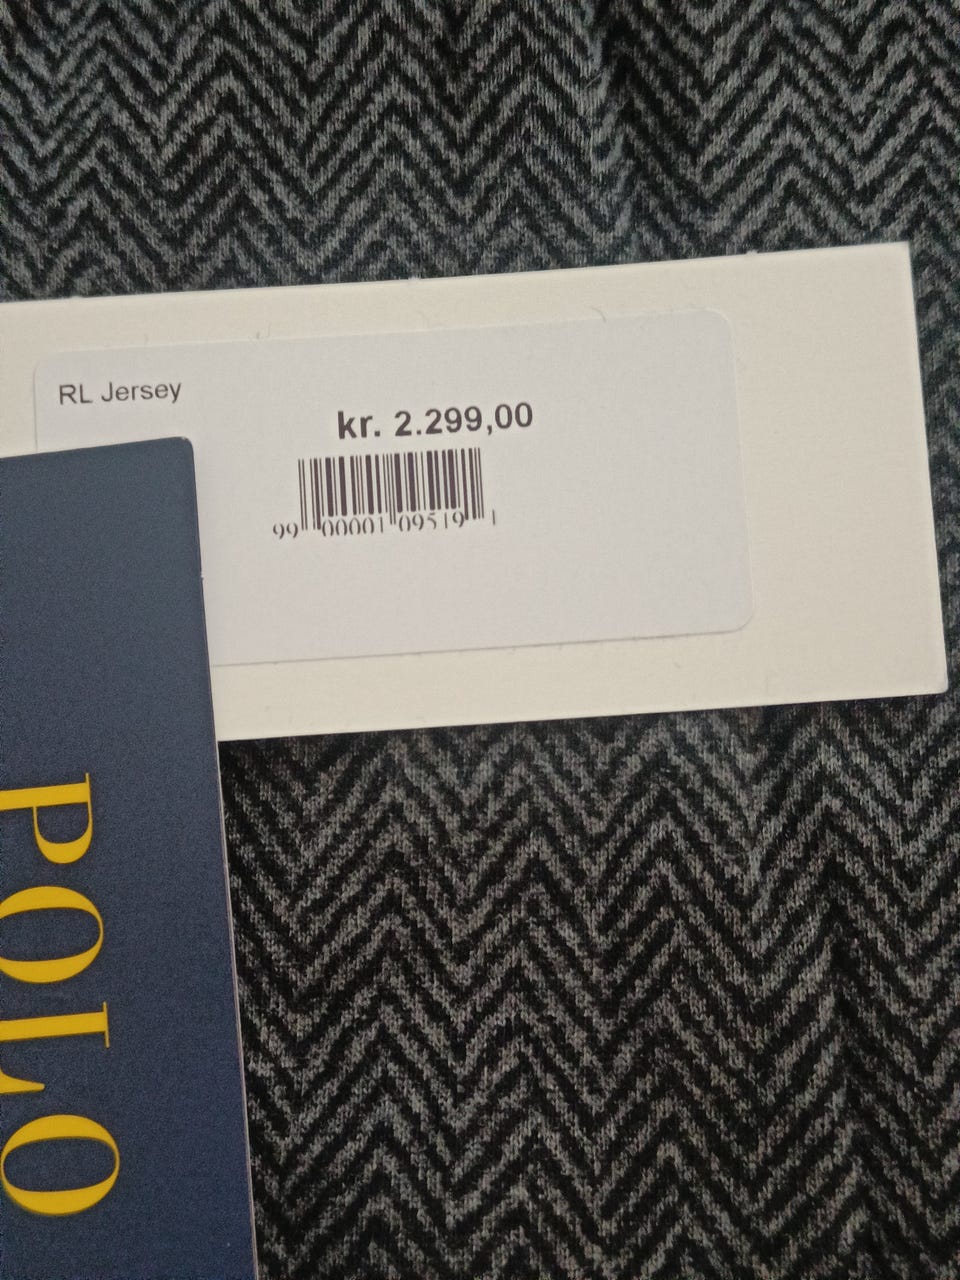 RL Jersey
kr. 2.299,00
99 00001 09519 1
POLO